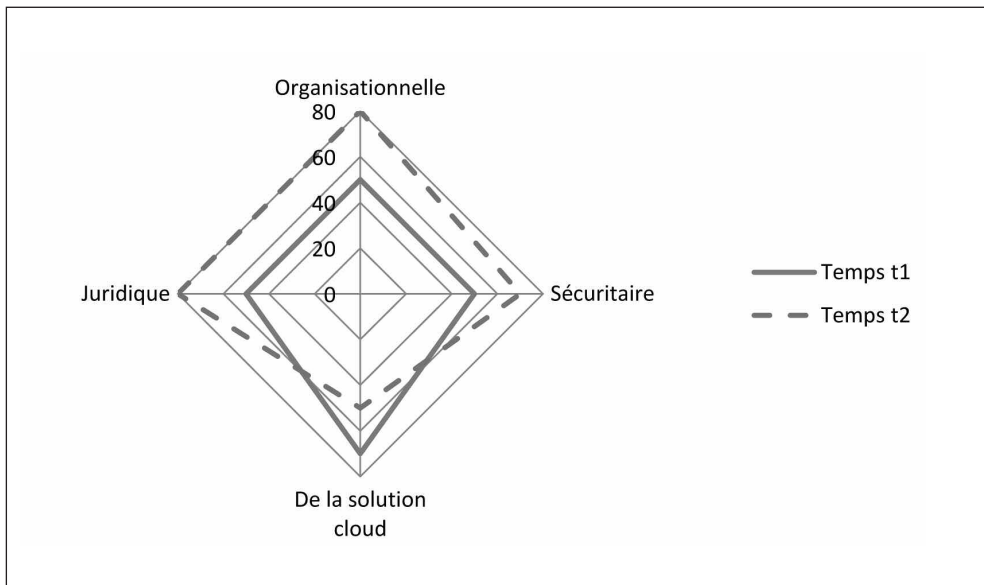 Organisationnelle
80
60
40
20
0
Juridique
Sécuritaire
De la solution
cloud
Temps t1
Temps t2